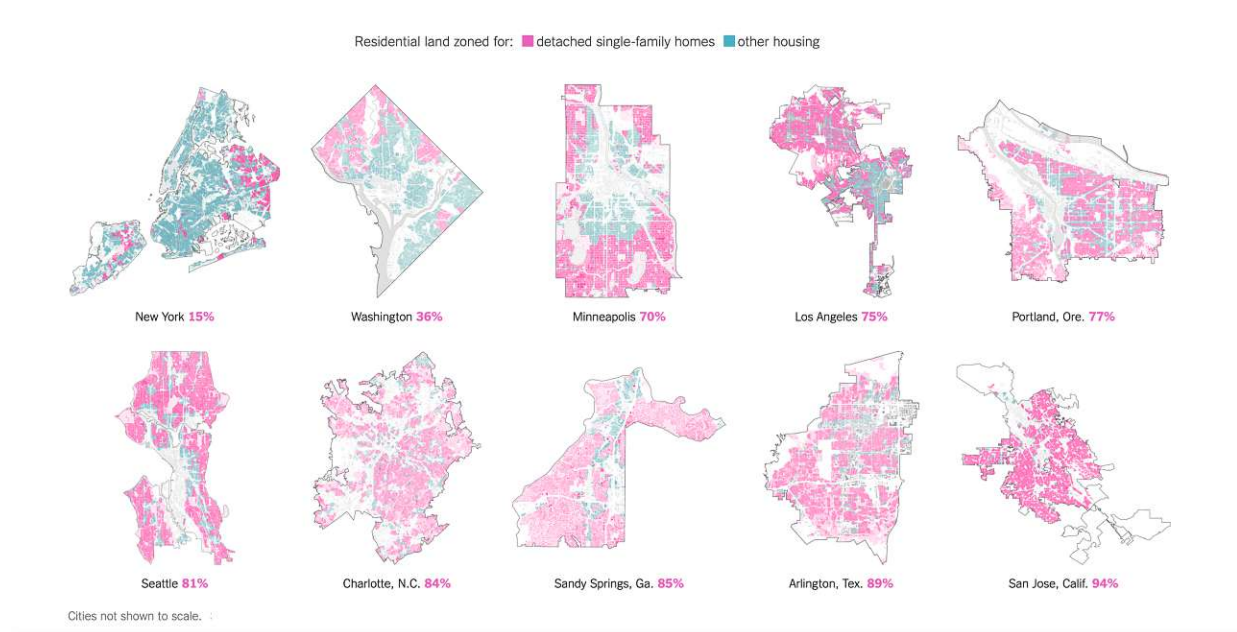 Residential land zoned for: detached single-family homes other housing
New York 15%
Washington 36%
Minneapolis 70%
Los Angeles 75%
Portland, Ore. 77%
Seattle 81%
Charlotte, N.C. 84%
Sandy Springs, Ga. 85%
Arlington, Tex. 89%
San Jose, Calif. 94%
Cities not shown to scale.